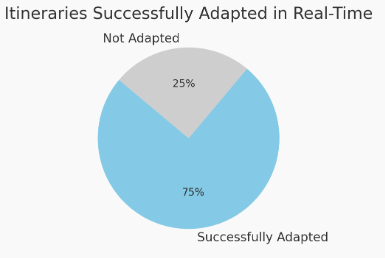 Itineraries Successfully Adapted in Real-Time
Not Adapted
25%
75%
Successfully Adapted